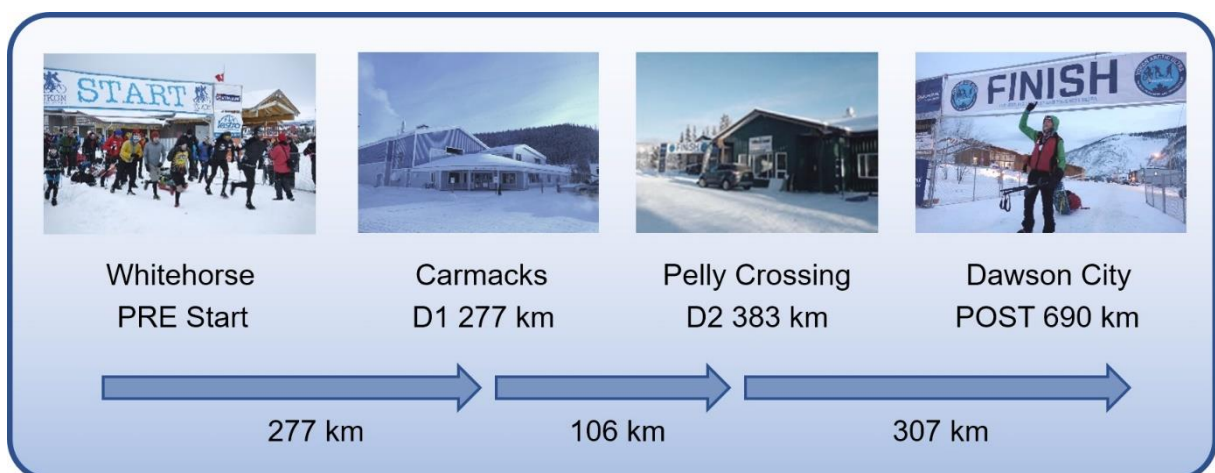 START
FINISH
FINISH
Whitehorse
PRE Start
Carmacks
D1 277 km
Pelly Crossing
D2 383 km
Dawson City
POST 690 km
277 km
106 km
307 km